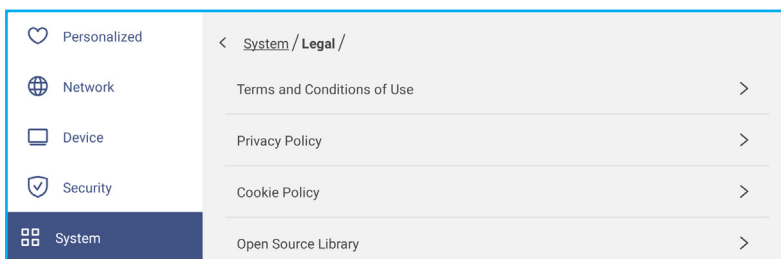 Personalized
Network
Device
Security
System
System / Legal /
Terms and Conditions of Use
Privacy Policy
Cookie Policy
Open Source Library